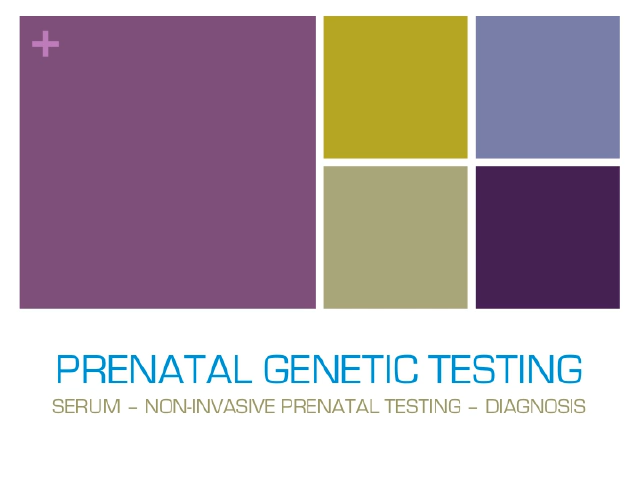 +
PRENATAL GENETIC TESTING
SERUM – NON-INVASIVE PRENATAL TESTING – DIAGNOSIS